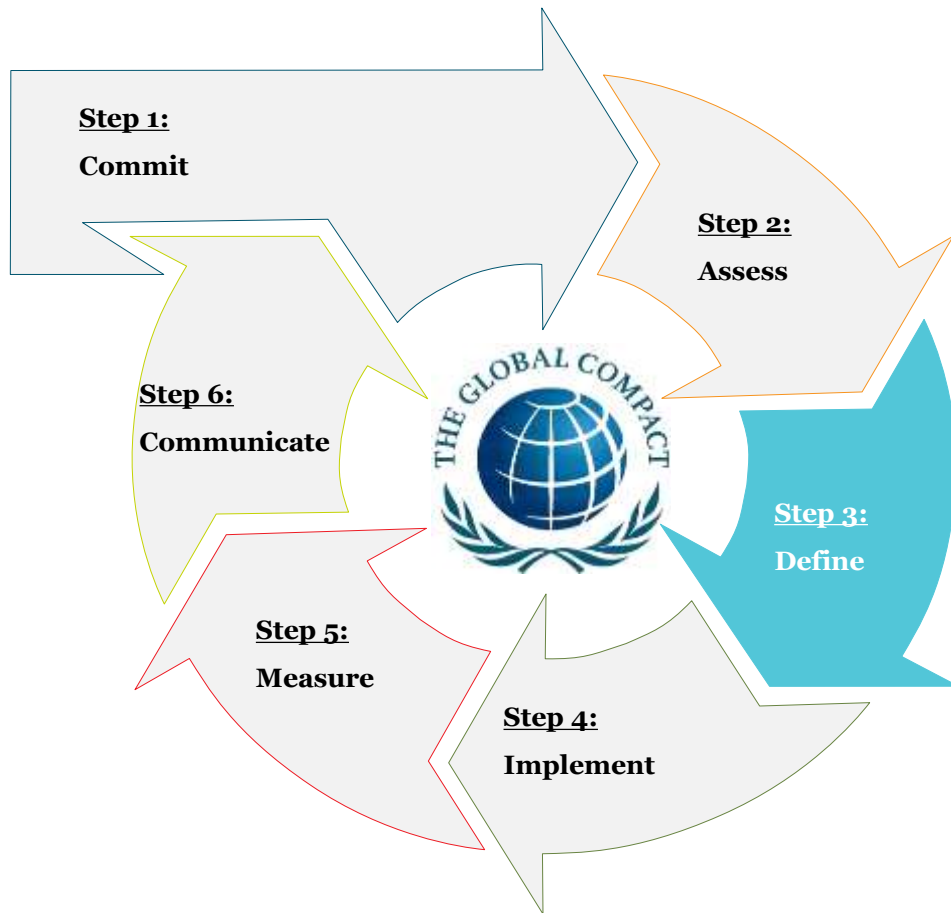 Step 1:
Commit
Step 2:
Assess
THE GLOBAL COMPACT
Step 6:
Communicate
Step 3:
Define
Step 5:
Measure
Step 4:
Implement